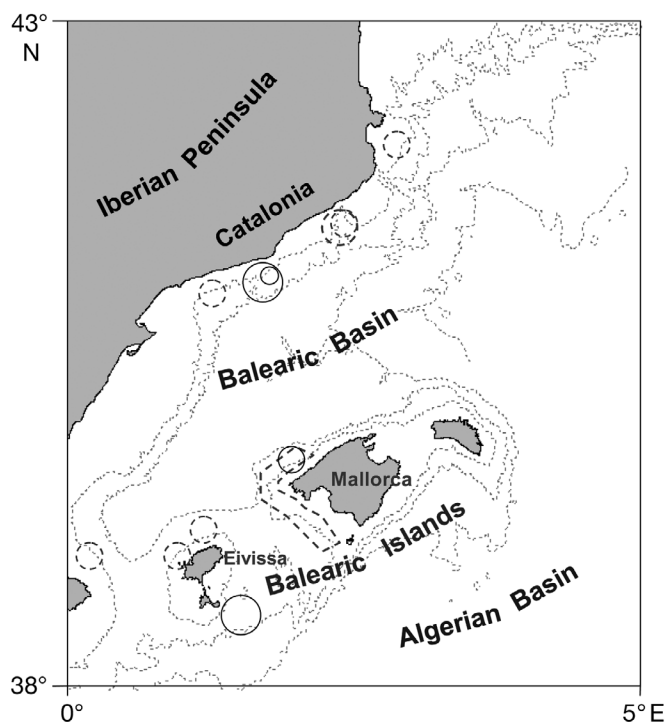 43°
N
Iberian Peninsula
Catalonia
Balearic Basin
Mallorca
Eivissa
Balearic Islands
Algerian Basin
38°
0°
5° E